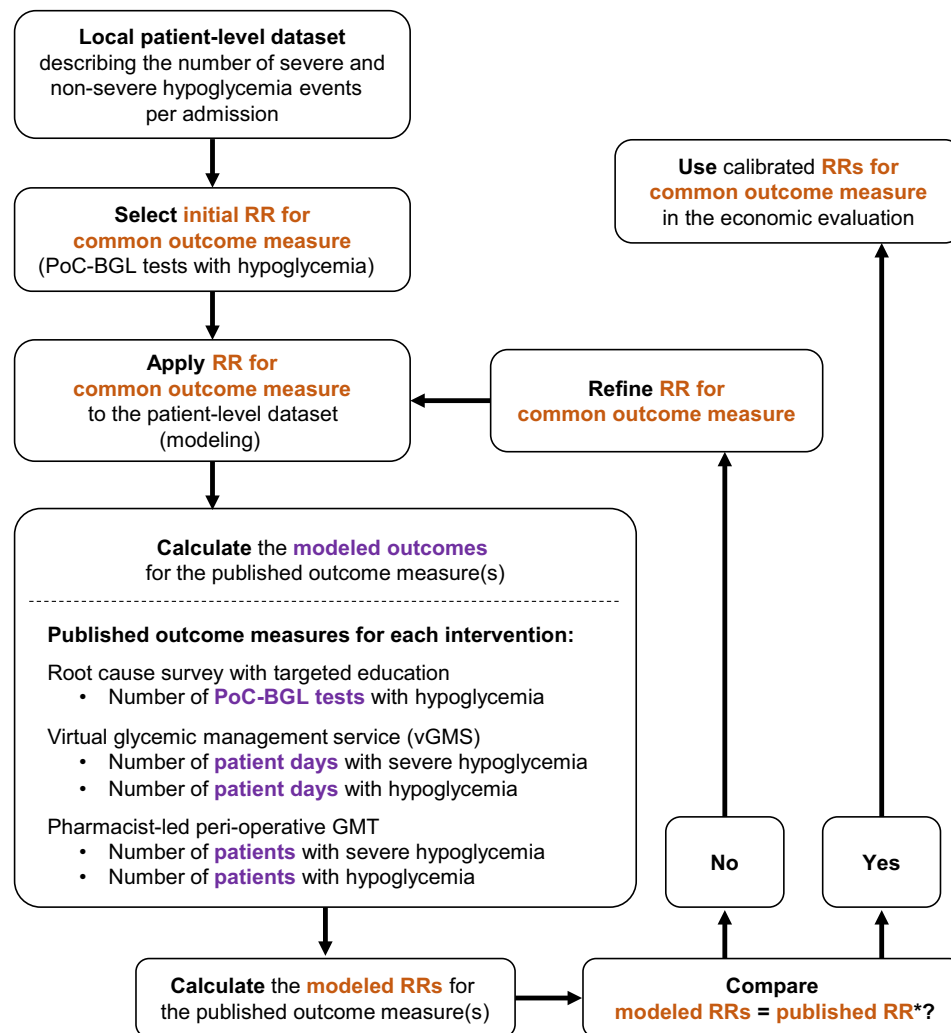 Local patient-level dataset
describing the number of severe and
non-severe hypoglycemia events
per admission
Select initial RR for
common outcome measure
(PoC-BGL tests with hypoglycemia)
Apply RR for
common outcome measure
to the patient-level dataset
(modeling)
Calculate the modeled outcomes
for the published outcome measure(s)
Published outcome measures for each intervention:
Root cause survey with targeted education
• Number of PoC-BGL tests with hypoglycemia
Virtual glycemic management service (vGMS)
• Number of patient days with severe hypoglycemia
• Number of patient days with hypoglycemia
Pharmacist-led peri-operative GMT
• Number of patients with severe hypoglycemia
• Number of patients with hypoglycemia
Calculate the modeled RRs for
the published outcome measure(s)
Compare
modeled RRs = published RR*?
No
Yes
Refine RR for
common outcome measure
Use calibrated RRs for
common outcome measure
in the economic evaluation